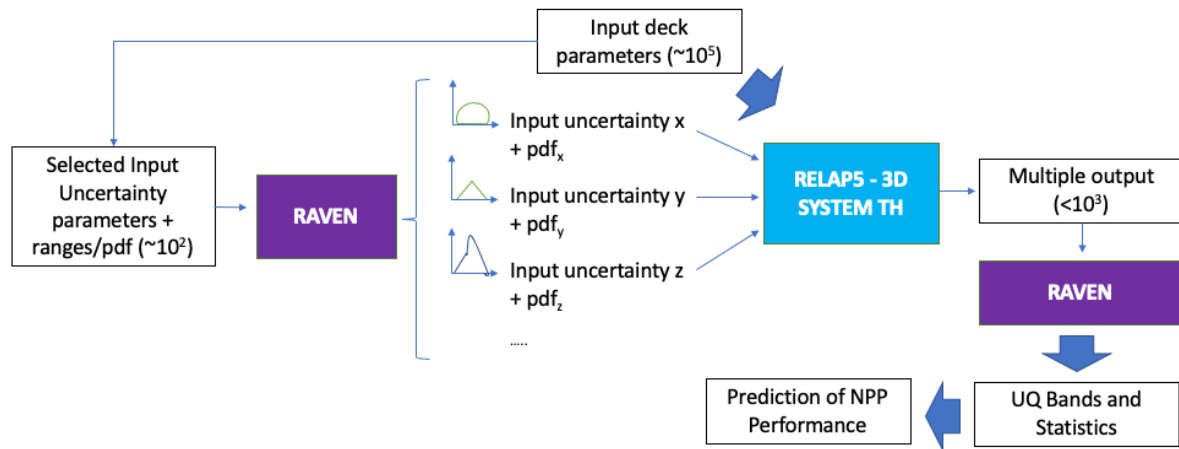 Input deck
parameters (~10⁵)
Selected Input
Uncertainty
parameters +
ranges/pdf (~10²)
RAVEN
Input uncertainty x
+ pdfₓ
Input uncertainty y
+ pdf_y
Input uncertainty z
+ pdf_z
.....
RELAP5 - 3D
SYSTEM TH
Multiple output
(<10³)
RAVEN
UQ Bands and
Statistics
Prediction of NPP
Performance